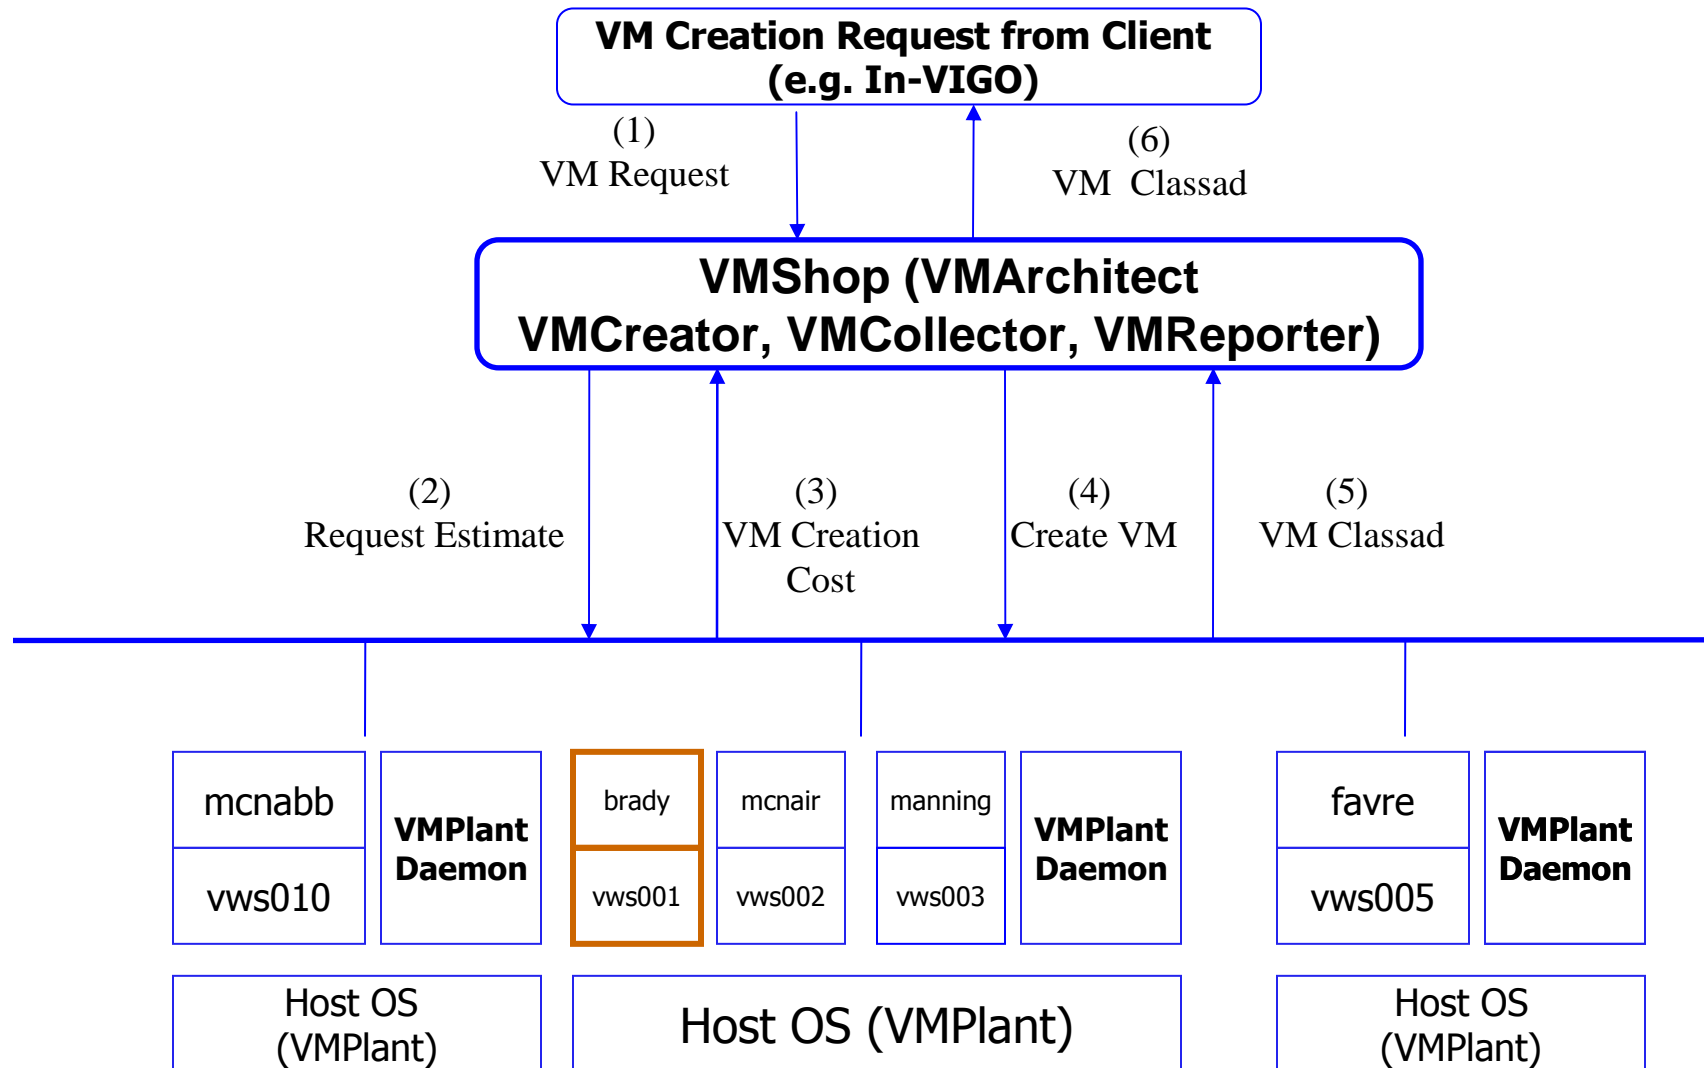 VM Creation Request from Client
(e.g. In-VIGO)
(1)
VM Request
(6)
VM Classad
VMShop (VMArchitect
VMCreator, VMCollector, VMReporter)
(2)
Request Estimate
(3)
VM Creation
Cost
(4)
Create VM
(5)
VM Classad
mcnabb
vws010
VMPlant
Daemon
brady
vws001
mcnair
vws002
manning
vws003
VMPlant
Daemon
favre
vws005
VMPlant
Daemon
Host OS
(VMPlant)
Host OS (VMPlant)
Host OS
(VMPlant)